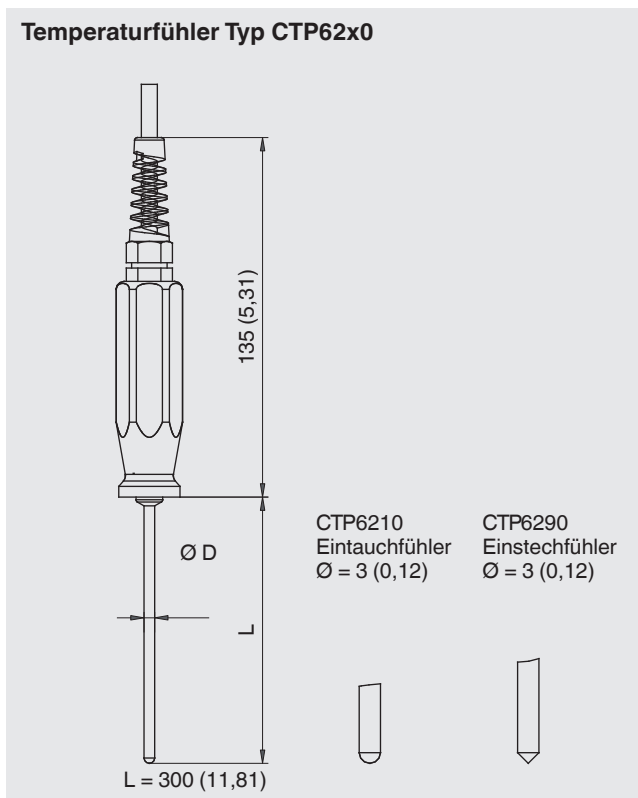 Temperaturfühler Typ CTP62x0
135 (5,31)
Ø D
L
L = 300 (11,81)
CTP6210
Eintauchfühler
Ø = 3 (0,12)
CTP6290
Einstechfühler
Ø = 3 (0,12)